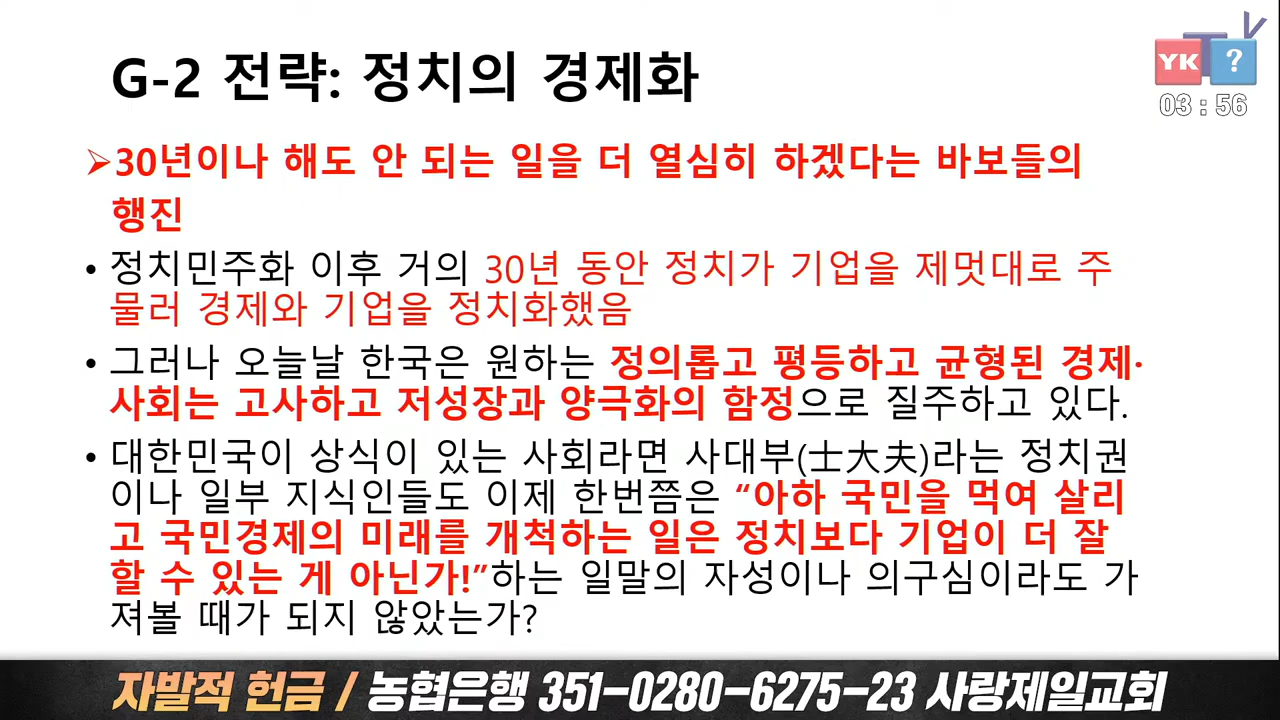 G-2 전략: 정치의 경제화
V
T
YK ?
03 : 56
➢30년이나 해도 안 되는 일을 더 열심히 하겠다는 바보들의
행진
• 정치민주화 이후 거의 30년 동안 정치가 기업을 제멋대로 주
물러 경제와 기업을 정치화했음
• 그러나 오늘날 한국은 원하는 정의롭고 평등하고 균형된 경제·
사회는 고사하고 저성장과 양극화의 함정으로 질주하고 있다.
• 대한민국이 상식이 있는 사회라면 사대부(士大夫)라는 정치권
이나 일부 지식인들도 이제 한번쯤은 “아하 국민을 먹여 살리
고 국민경제의 미래를 개척하는 일은 정치보다 기업이 더 잘
할 수 있는 게 아닌가!”하는 일말의 자성이나 의구심이라도 가
져볼 때가 되지 않았는가?
자발적 헌금 / 농협은행 351-0280-6275-23 사랑제일교회